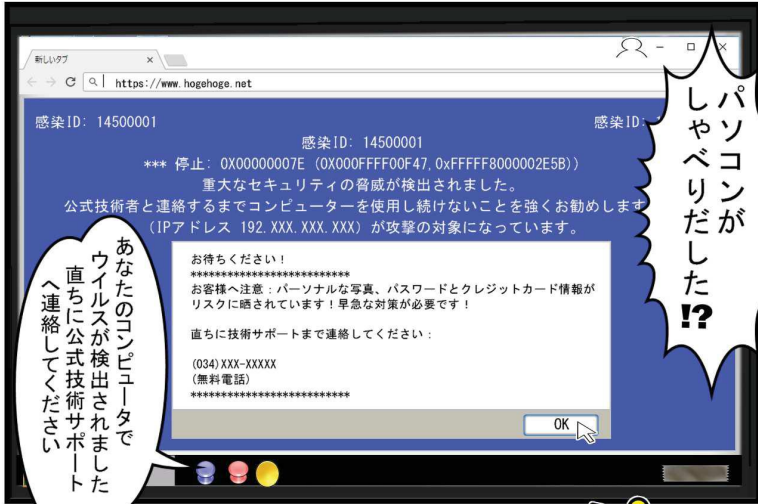 パソコンが
しゃべりだした!?
新しいタブ
https://www.hogehoge.net
感染ID: 14500001
感染ID:
感染ID: 14500001
*** 停止: 0X00000007E (0X000FFFF00F47,0xFFFFF8000002E5B))
重大なセキュリティの脅威が検出されました。
公式技術者と連絡するまでコンピューターを使用し続けないことを強くお勧めします
(IPアドレス 192.XXX.XXX.XXX) が攻撃の対象になっています。
お待ちください!
**************************
お客様へ注意:パーソナルな写真、パスワードとクレジットカード情報が
リスクに晒されています!早急な対策が必要です!
直ちに技術サポートまで連絡してください:
(034)XXX-XXXXX
(無料電話)
**************************
OK
あなたのコンピュータで
ウイルスが検出されました
直ちに公式技術サポート
へ連絡してください